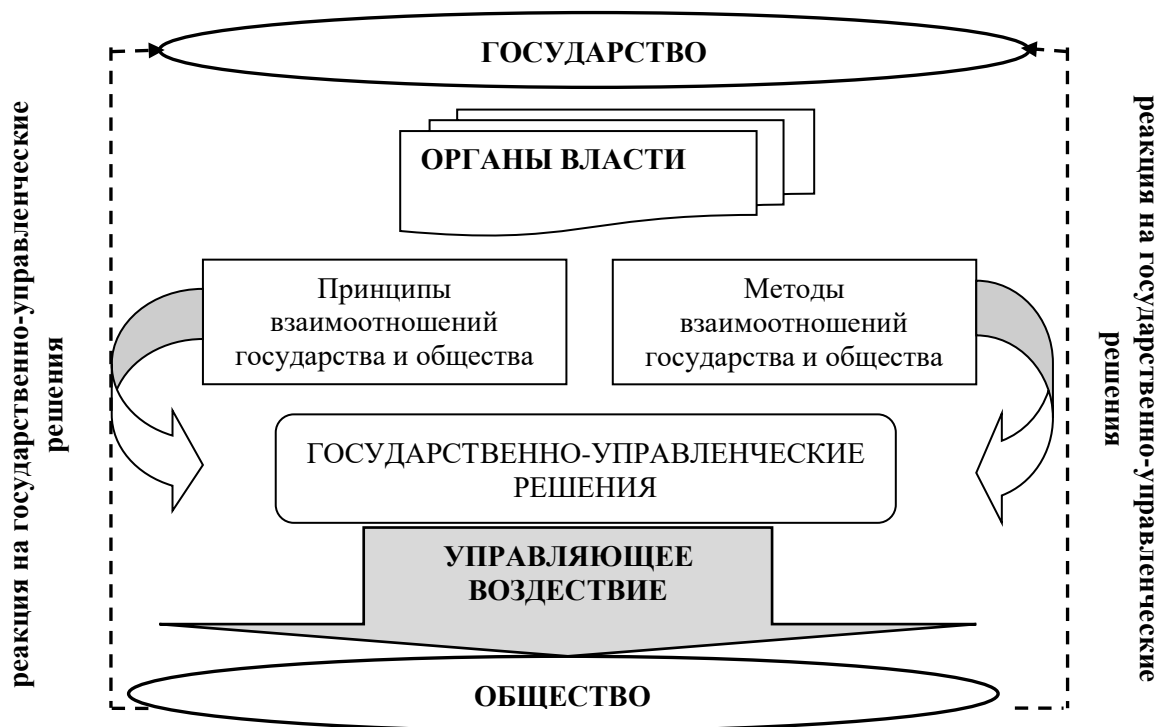 ГОСУДАРСТВО
ОРГАНЫ ВЛАСТИ
Принципы
взаимоотношений
государства и общества
Методы
взаимоотношений
государства и общества
ГОСУДАРСТВЕННО-УПРАВЛЕНЧЕСКИЕ
РЕШЕНИЯ
УПРАВЛЯЮЩЕЕ
ВОЗДЕСТВИЕ
ОБЩЕСТВО
реакция на государственно-управленческие
решения
реакция на государственно-управленческие
решения